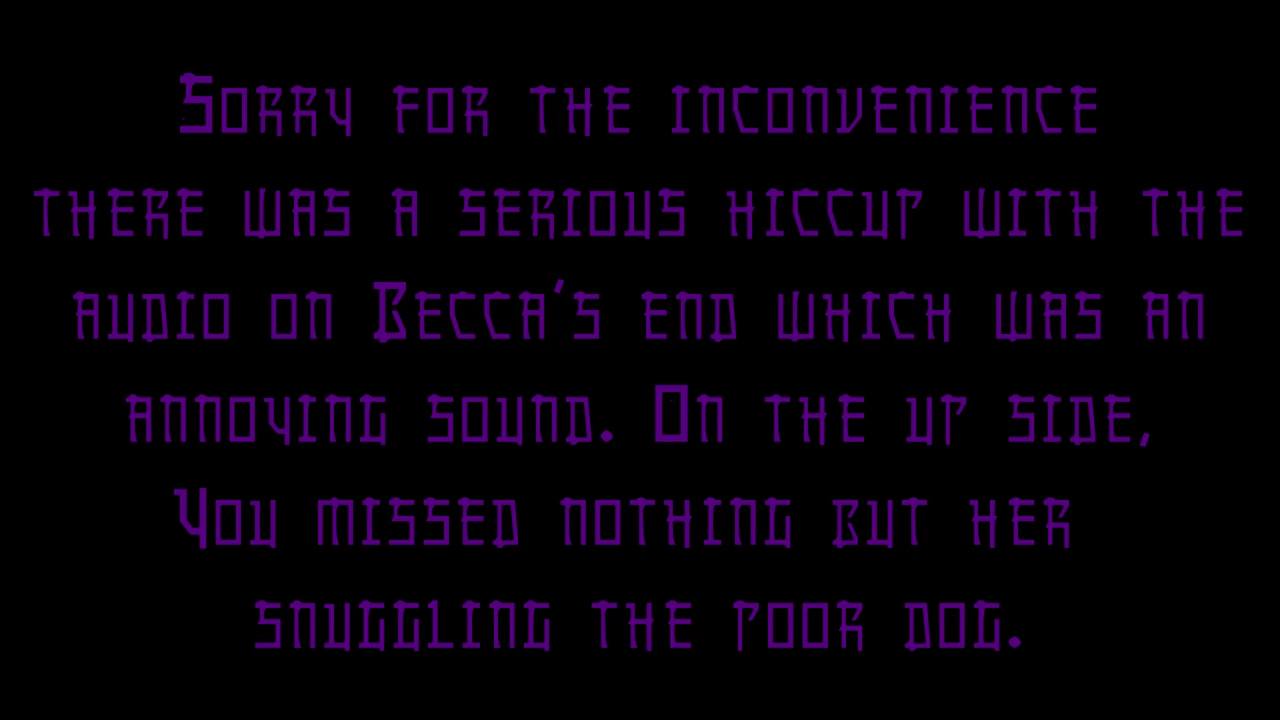 Sorry for the inconvenience
there was a serious hiccup with the
audio on Becca's end which was an
annoying sound. On the up side,
You missed nothing but her
snuggling the poor dog.